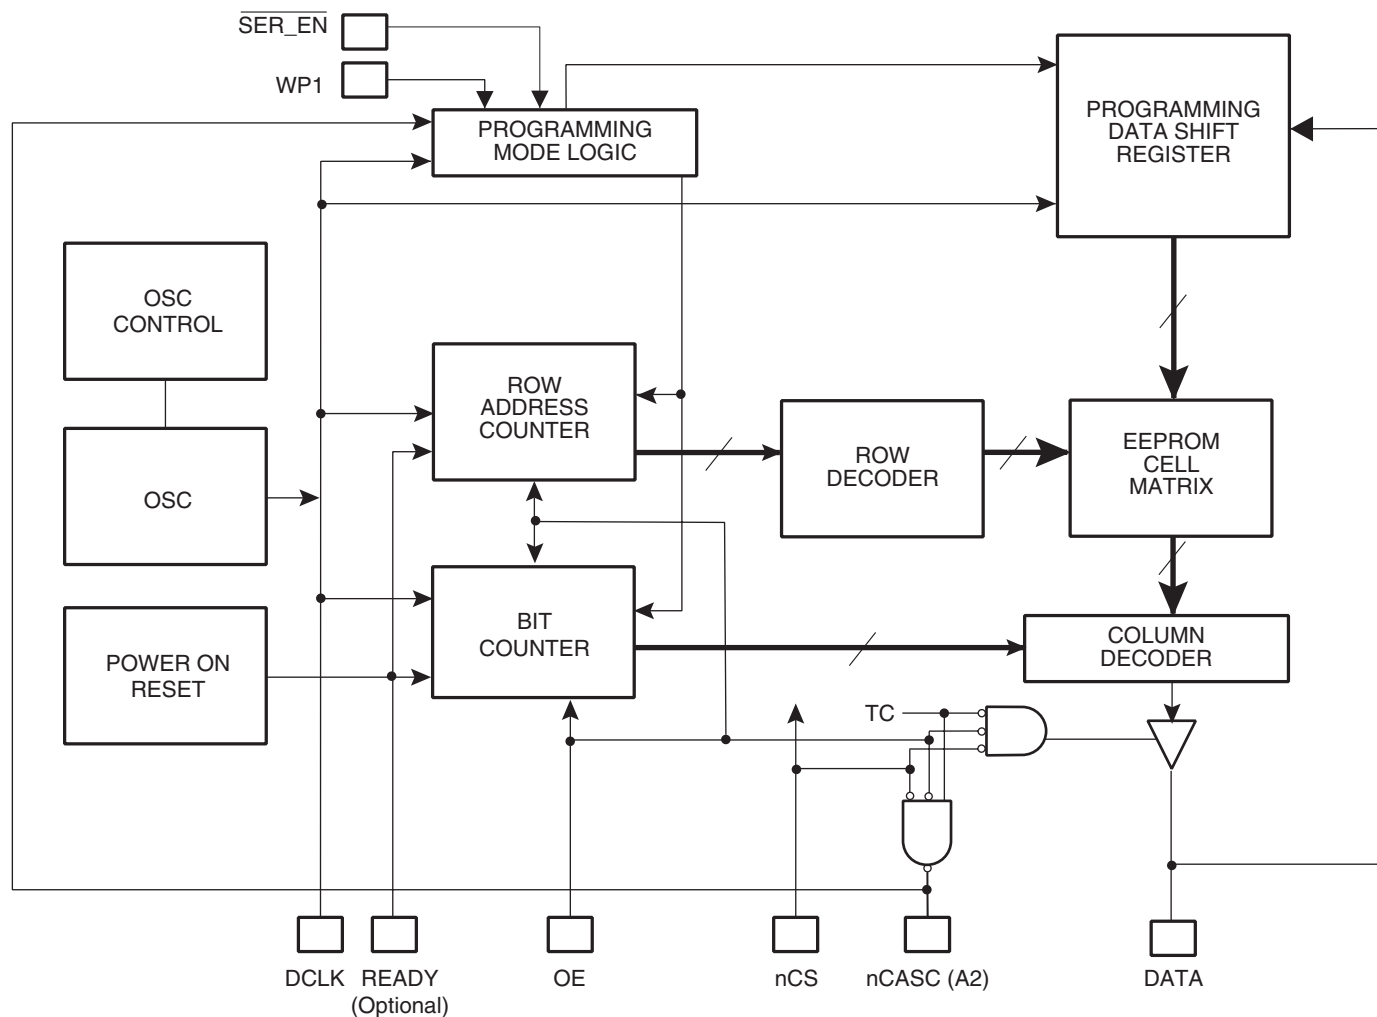 SER_EN
WP1
PROGRAMMING
MODE LOGIC
PROGRAMMING
DATA SHIFT
REGISTER
OSC
CONTROL
ROW
ADDRESS
COUNTER
ROW
DECODER
EEPROM
CELL
MATRIX
OSC
BIT
COUNTER
COLUMN
DECODER
POWER ON
RESET
TC
DCLK
READY
(Optional)
OE
nCS
nCASC (A2)
DATA